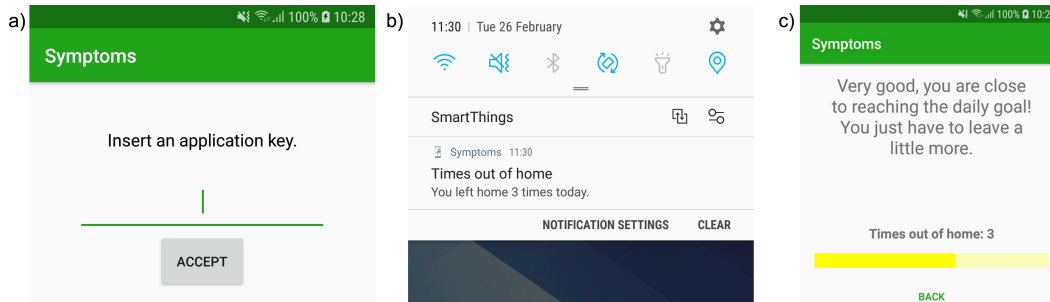 a)
100% 10:28
Symptoms
Insert an application key.
ACCEPT
b)
11:30 | Tue 26 February
SmartThings
Symptoms 11:30
Times out of home
You left home 3 times today.
NOTIFICATION SETTINGS CLEAR
c)
100% 10:2
Symptoms
Very good, you are close
to reaching the daily goal!
You just have to leave a
little more.
Times out of home: 3
BACK